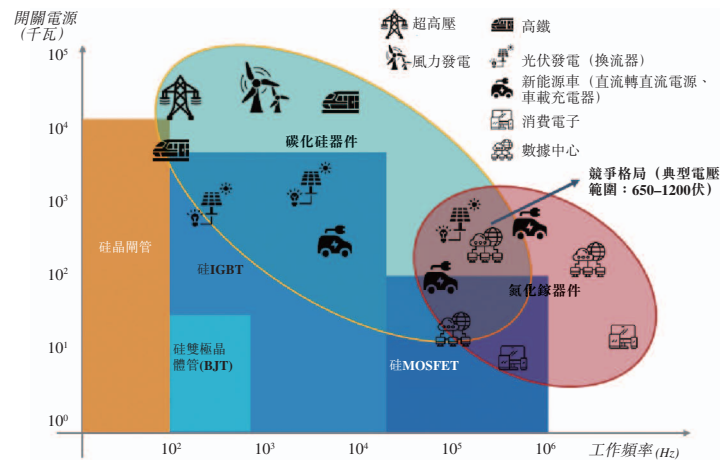 開關電源
(千瓦)
超高壓
高鐵
風力發電
光伏發電（換流器）
新能源車（直流轉直流電源、
車載充電器）
消費電子
數據中心
10⁵
10⁴
10³
10²
10¹
10⁰
碳化硅器件
競爭格局（典型電壓
範圍：650–1200伏）
硅晶閘管
硅IGBT
氮化鎵器件
硅雙極晶
體管(BJT)
硅MOSFET
10²
10³
10⁴
10⁵
10⁶
工作頻率(Hz)